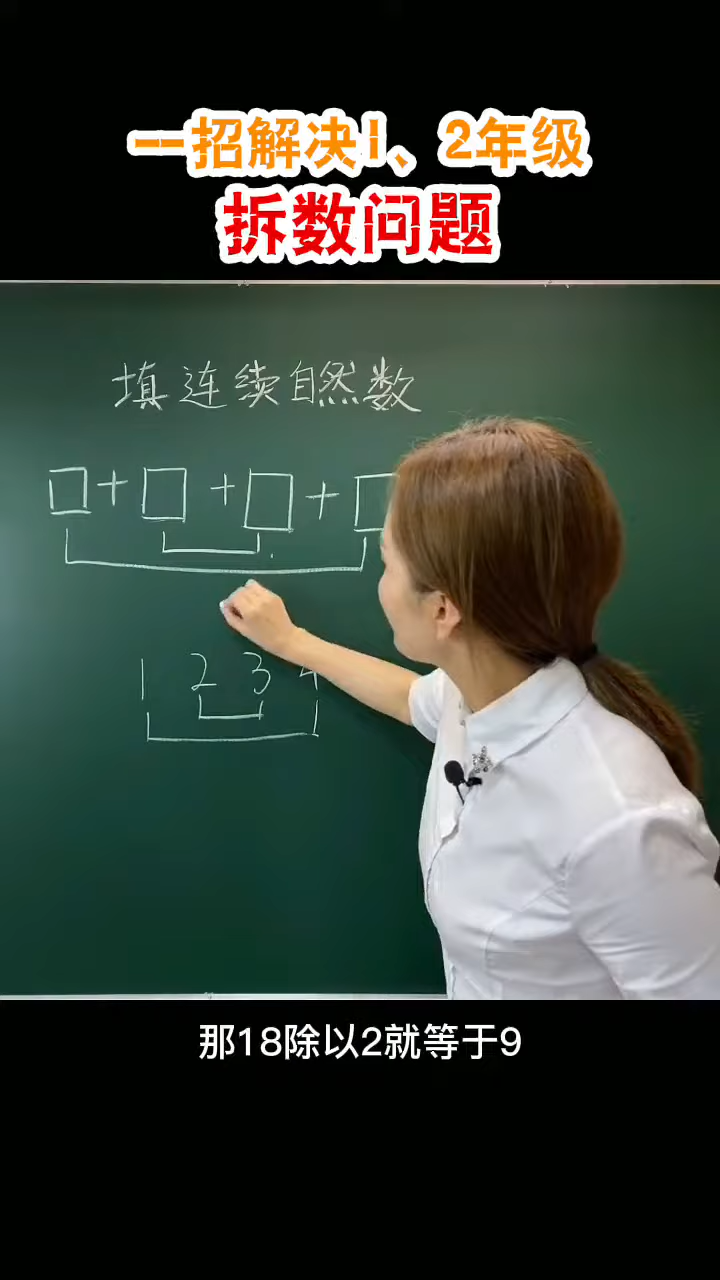 一招解决1、2年级
拆数问题
填连续自然数
□+□+□+□
1 2 3 4
那18除以2就等于9